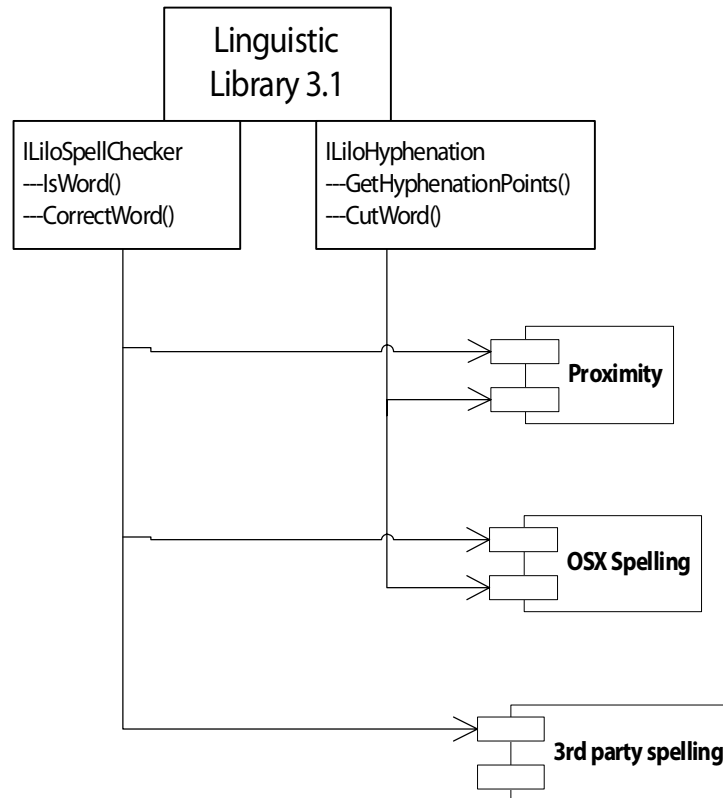 Linguistic
Library 3.1
ILiloSpellChecker
---IsWord()
---CorrectWord()
ILiloHyphenation
---GetHyphenationPoints()
---CutWord()
Proximity
OSX Spelling
3rd party spelling